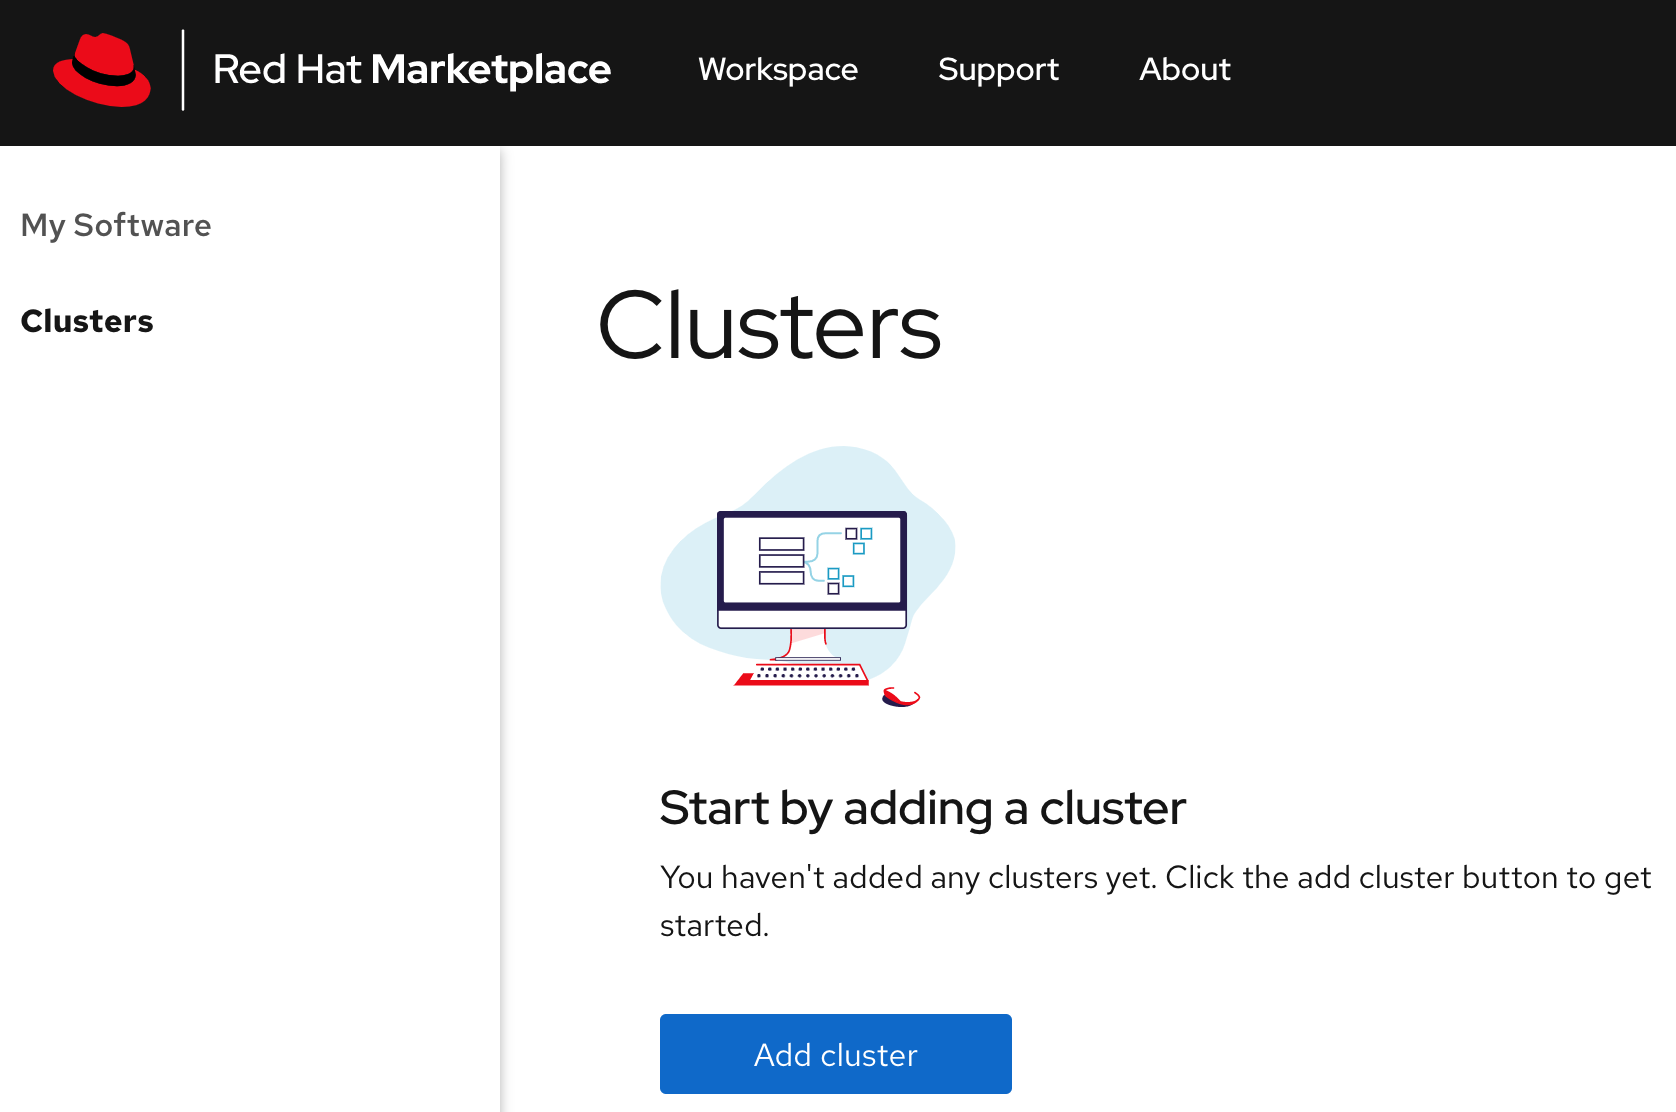 Red Hat Marketplace
Workspace
Support
About
My Software
Clusters
Clusters
Start by adding a cluster
You haven't added any clusters yet. Click the add cluster button to get
started.
Add cluster